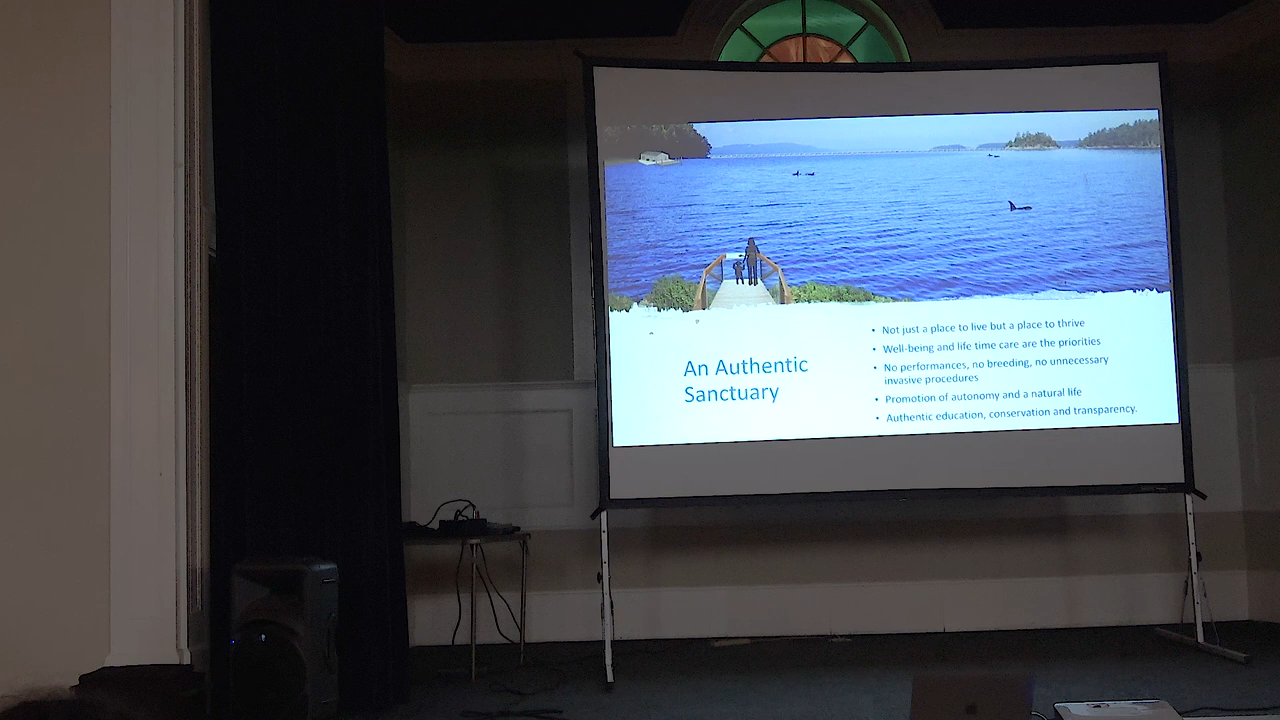 An Authentic
Sanctuary
• Not just a place to live but a place to thrive
• Well-being and life time care are the priorities
• No performances, no breeding, no unnecessary
invasive procedures
• Promotion of autonomy and a natural life
• Authentic education, conservation and transparency.